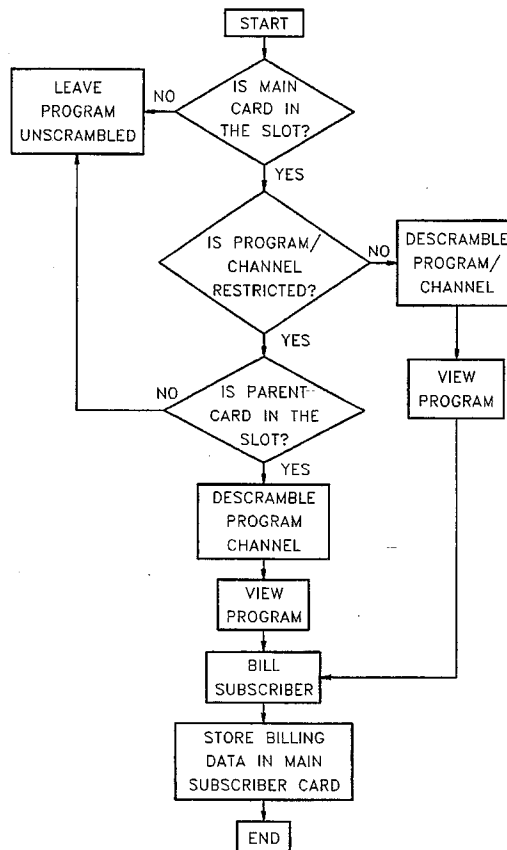 START
IS MAIN
CARD IN
THE SLOT?
NO
LEAVE
PROGRAM
UNSCRAMBLED
YES
IS PROGRAM/
CHANNEL
RESTRICTED?
NO
DESCRAMBLE
PROGRAM/
CHANNEL
VIEW
PROGRAM
YES
IS PARENT
CARD IN THE
SLOT?
NO
YES
DESCRAMBLE
PROGRAM
CHANNEL
VIEW
PROGRAM
BILL
SUBSCRIBER
STORE BILLING
DATA IN MAIN
SUBSCRIBER CARD
END